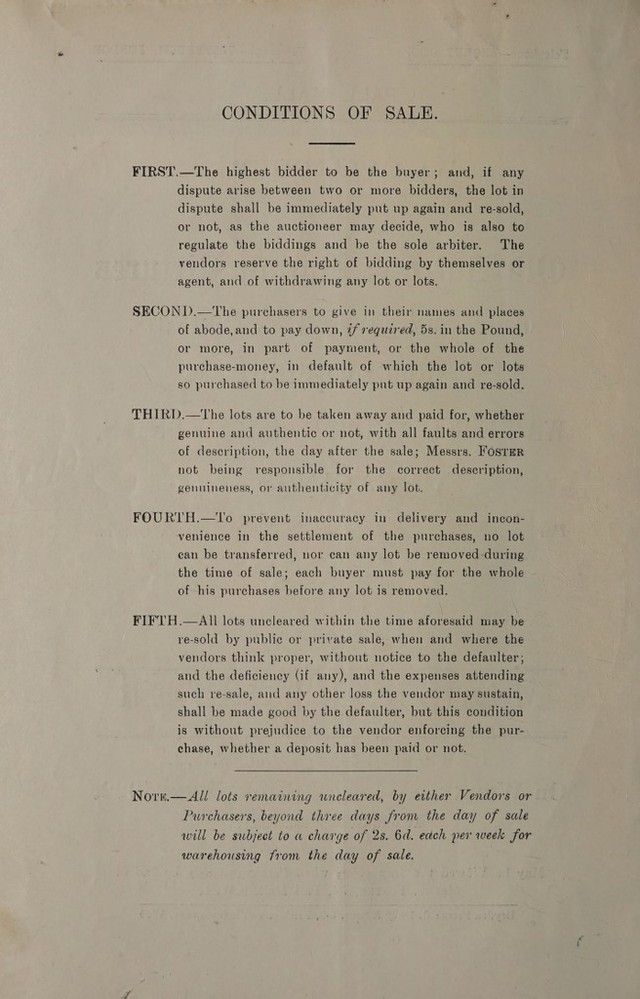 CONDITIONS OF SALE.
FIRST.—The highest bidder to be the buyer; and, if any
dispute arise between two or more bidders, the lot in
dispute shall be immediately put up again and re-sold,
or not, as the auctioneer may decide, who is also to
regulate the biddings and be the sole arbiter. The
vendors reserve the right of bidding by themselves or
agent, and of withdrawing any lot or lots.
SECOND.—The purchasers to give in their names and places
of abode, and to pay down, if required, 5s. in the Pound,
or more, in part of payment, or the whole of the
purchase-money, in default of which the lot or lots
so purchased to be immediately put up again and re-sold.
THIRD.—The lots are to be taken away and paid for, whether
genuine and authentic or not, with all faults and errors
of description, the day after the sale; Messrs. FOSTER
not being responsible for the correct description,
genuineness, or authenticity of any lot.
FOURTH.—To prevent inaccuracy in delivery and incon-
venience in the settlement of the purchases, no lot
can be transferred, nor can any lot be removed during
the time of sale; each buyer must pay for the whole
of his purchases before any lot is removed.
FIFTH.—All lots uncleared within the time aforesaid may be
re-sold by public or private sale, when and where the
vendors think proper, without notice to the defaulter;
and the deficiency (if any), and the expenses attending
such re-sale, and any other loss the vendor may sustain,
shall be made good by the defaulter, but this condition
is without prejudice to the vendor enforcing the pur-
chase, whether a deposit has been paid or not.
NOTE.—All lots remaining uncleared, by either Vendors or
Purchasers, beyond three days from the day of sale
will be subject to a charge of 2s. 6d. each per week for
warehousing from the day of sale.